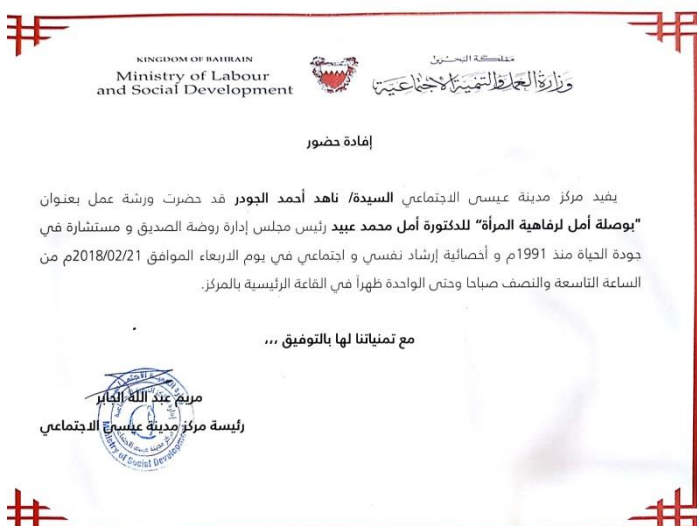 KINGDOM OF BAHRAIN
Ministry of Labour
and Social Development
مملكة البحرين
وزارة العمل والتنمية الاجتماعية
إفادة حضور
يفيد مركز مدينة عيسى الاجتماعي السيدة/ ناهد أحمد الجودر قد حضرت ورشة عمل بعنوان
"بوصلة أمل لرفاهية المرأة" للدكتورة أمل محمد عبيد رئيس مجلس إدارة روضة الصديق و مستشارة في
جودة الحياة منذ 1991م و أخصائية إرشاد نفسي و اجتماعي في يوم الاربعاء الموافق 2018/02/21م من
الساعة التاسعة والنصف صباحا وحتى الواحدة ظهراً في القاعة الرئيسية بالمركز.
مع تمنياتنا لها بالتوفيق ,,,
مريم عبد الله الجابر
رئيسة مركز مدينة عيسى الاجتماعي
Ministry of Social Development